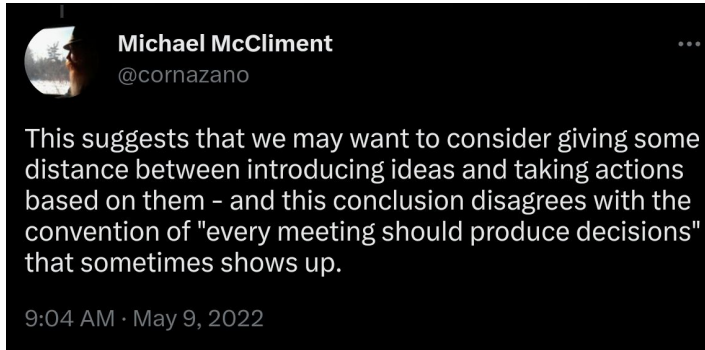 Michael McCliment
@cornazano
This suggests that we may want to consider giving some
distance between introducing ideas and taking actions
based on them - and this conclusion disagrees with the
convention of "every meeting should produce decisions"
that sometimes shows up.
9:04 AM · May 9, 2022